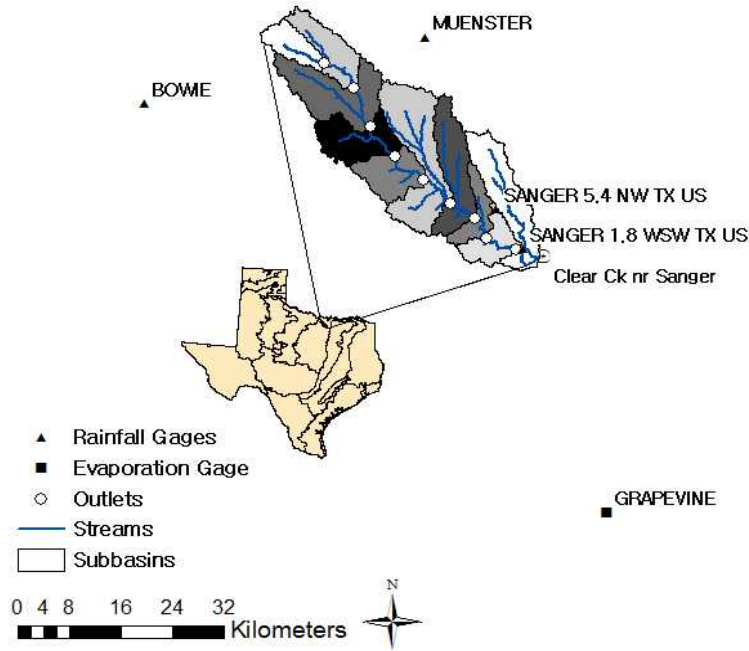 MUENSTER
BOWIE
SANGER 5.4 NW TX US
SANGER 1.8 WSW TX US
Clear Ck nr Sanger
Rainfall Gages
Evaporation Gage
Outlets
Streams
Subbasins
GRAPEVINE
N
0 4 8 16 24 32
Kilometers